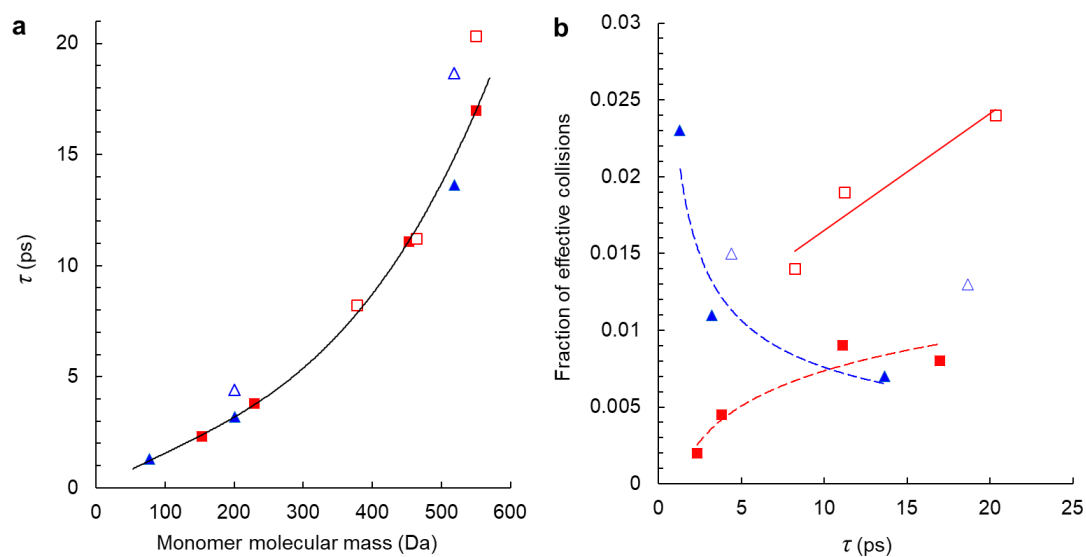 a
20
15
10
5
0
τ (ps)
0 100 200 300 400 500 600
Monomer molecular mass (Da)
b
0.03
0.025
0.02
0.015
0.01
0.005
0
Fraction of effective collisions
0 5 10 15 20 25
τ (ps)